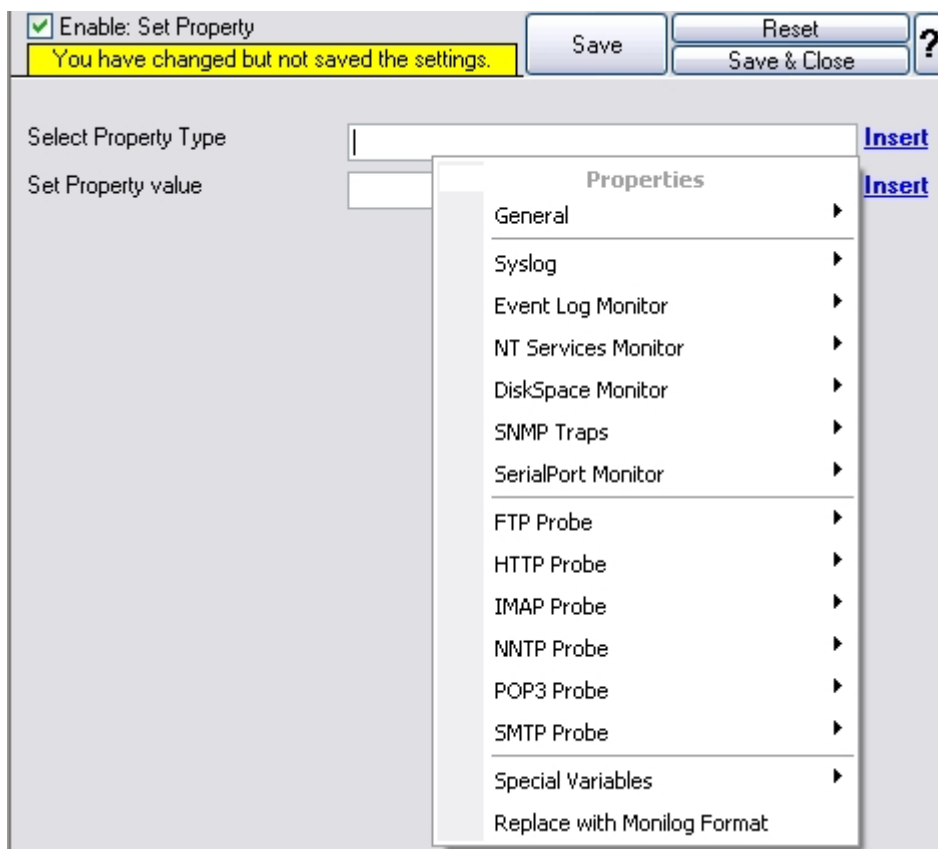 Enable: Set Property
You have changed but not saved the settings.
Save
Reset
Save & Close
?
Select Property Type
Insert
Set Property value
Insert
Properties
General
Syslog
Event Log Monitor
NT Services Monitor
DiskSpace Monitor
SNMP Traps
SerialPort Monitor
FTP Probe
HTTP Probe
IMAP Probe
NNTP Probe
POP3 Probe
SMTP Probe
Special Variables
Replace with Monilog Format